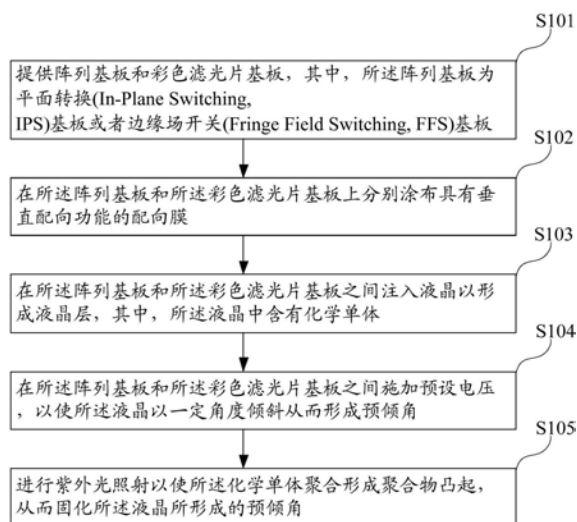 S101
提供阵列基板和彩色滤光片基板，其中，所述阵列基板为
平面转换(In-Plane Switching,
IPS)基板或者边缘场开关(Fringe Field Switching, FFS)基板
S102
在所述阵列基板和所述彩色滤光片基板上分别涂布具有垂
直配向功能的配向膜
S103
在所述阵列基板和所述彩色滤光片基板之间注入液晶以形
成液晶层，其中，所述液晶中含有化学单体
S104
在所述阵列基板和所述彩色滤光片基板之间施加预设电压
，以使所述液晶以一定角度倾斜从而形成预倾角
S105
进行紫外光照射以使所述化学单体聚合形成聚合物凸起，
从而固化所述液晶所形成的预倾角